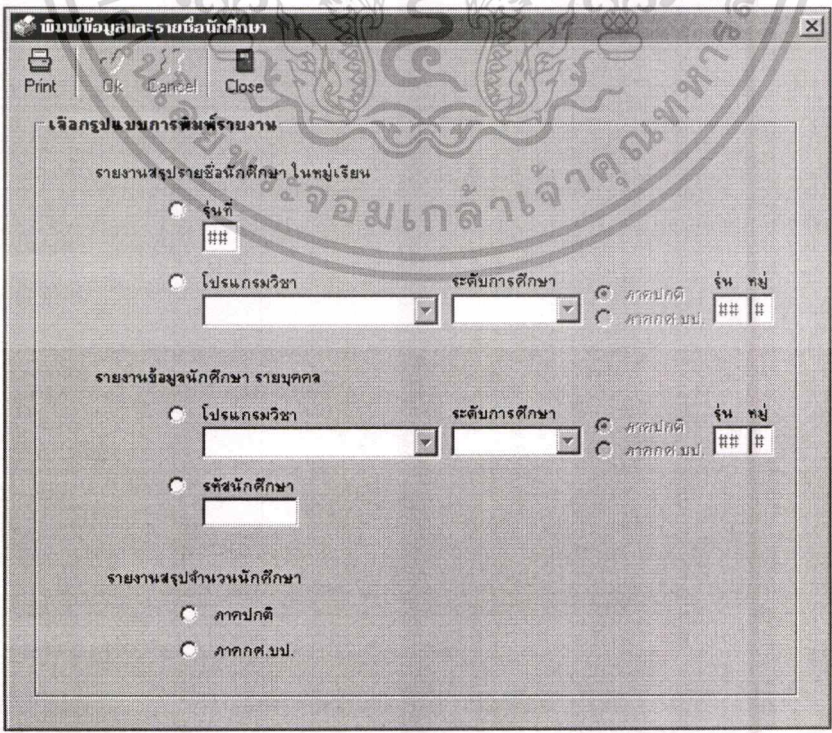 พิมพ์ข้อมูลและรายชื่อนักศึกษา
Print Ok Cancel Close
เลือกรูปแบบการพิมพ์รายงาน
รายงานสรุปรายชื่อนักศึกษา ในหมู่เรียน
รุ่นที่
##
โปรแกรมวิชา ระดับการศึกษา ภาคปกติ รุ่น หมู่
ภาคกศ.บป. ## #
รายงานข้อมูลนักศึกษา รายบุคคล
โปรแกรมวิชา ระดับการศึกษา ภาคปกติ รุ่น หมู่
ภาคกศ.บป. ## #
รหัสนักศึกษา
รายงานสรุปจำนวนนักศึกษา
ภาคปกติ
ภาคกศ.บป.